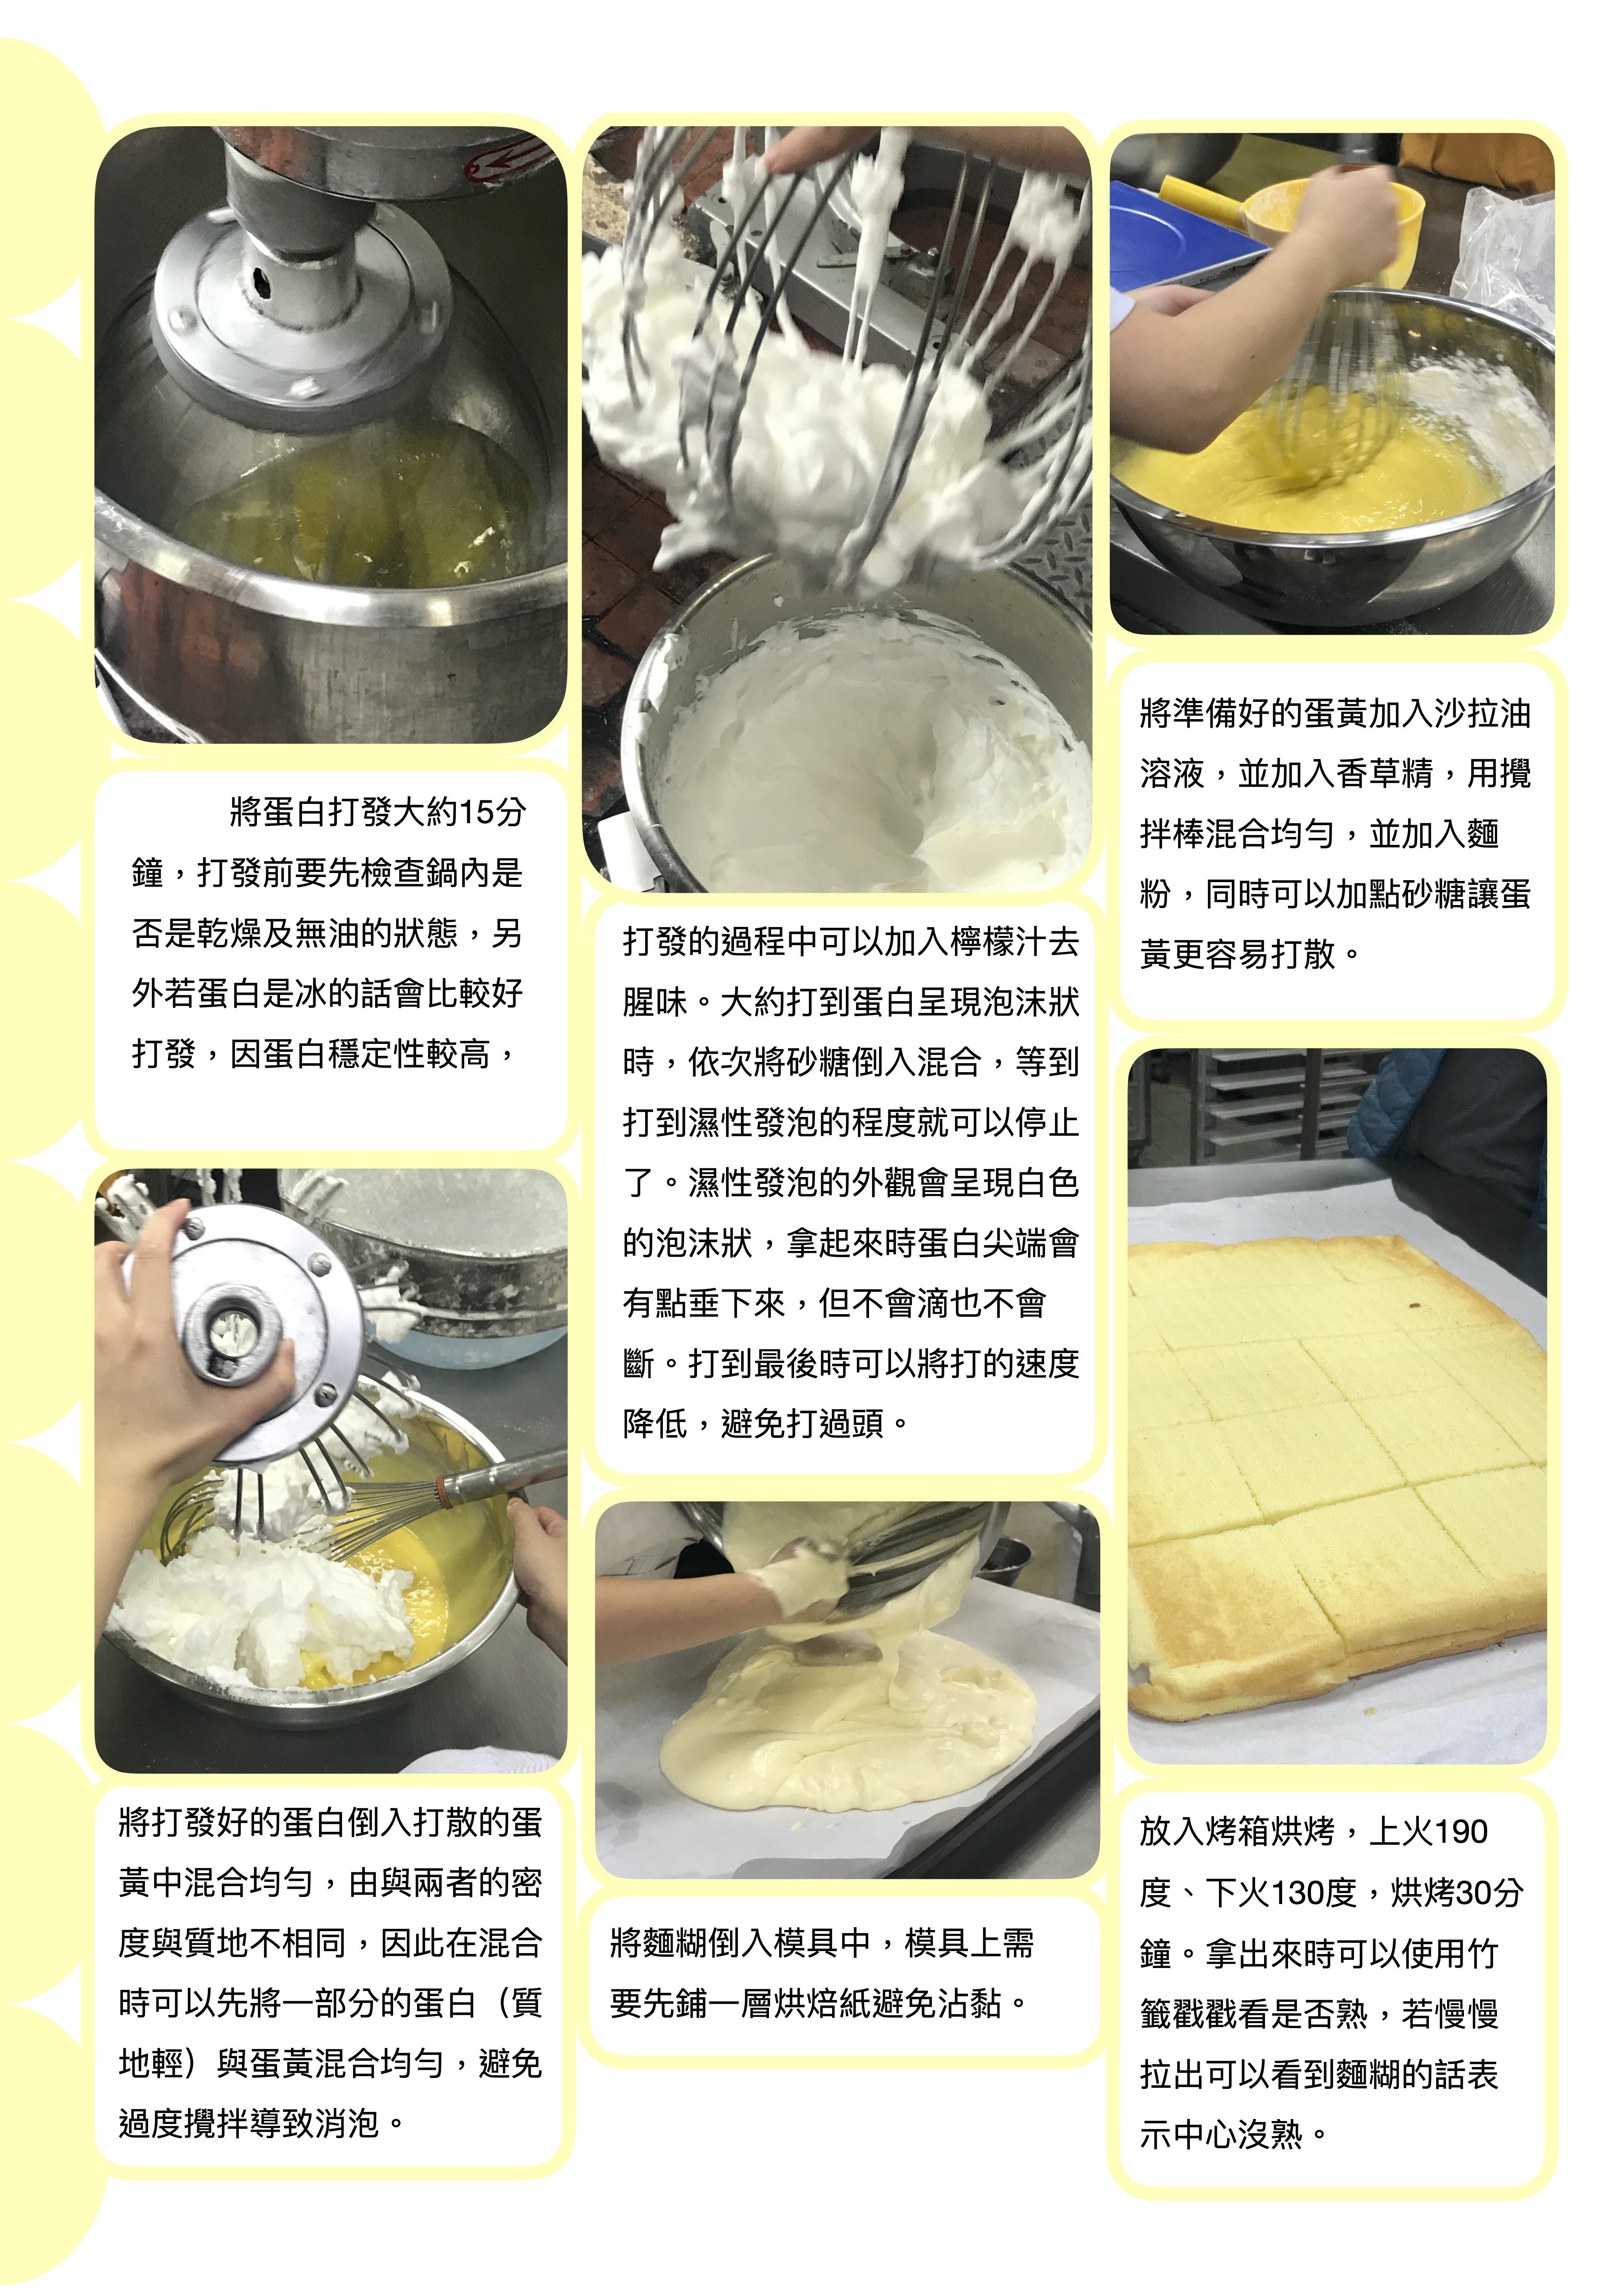 將蛋白打發大約15分
鐘，打發前要先檢查鍋內是
否是乾燥及無油的狀態，另
外若蛋白是冰的話會比較好
打發，因蛋白穩定性較高，
打發的過程中可以加入檸檬汁去
腥味。大約打到蛋白呈現泡沫狀
時，依次將砂糖倒入混合，等到
打到濕性發泡的程度就可以停止
了。濕性發泡的外觀會呈現白色
的泡沫狀，拿起來時蛋白尖端會
有點垂下來，但不會滴也不會
斷。打到最後時可以將打的速度
降低，避免打過頭。
將準備好的蛋黃加入沙拉油
溶液，並加入香草精，用攪
拌棒混合均勻，並加入麵
粉，同時可以加點砂糖讓蛋
黃更容易打散。
將打發好的蛋白倒入打散的蛋
黃中混合均勻，由與兩者的密
度與質地不相同，因此在混合
時可以先將一部分的蛋白（質
地輕）與蛋黃混合均勻，避免
過度攪拌導致消泡。
將麵糊倒入模具中，模具上需
要先鋪一層烘焙紙避免沾黏。
放入烤箱烘烤，上火190
度、下火130度，烘烤30分
鐘。拿出來時可以使用竹
籤戳戳看是否熟，若慢慢
拉出可以看到麵糊的話表
示中心沒熟。